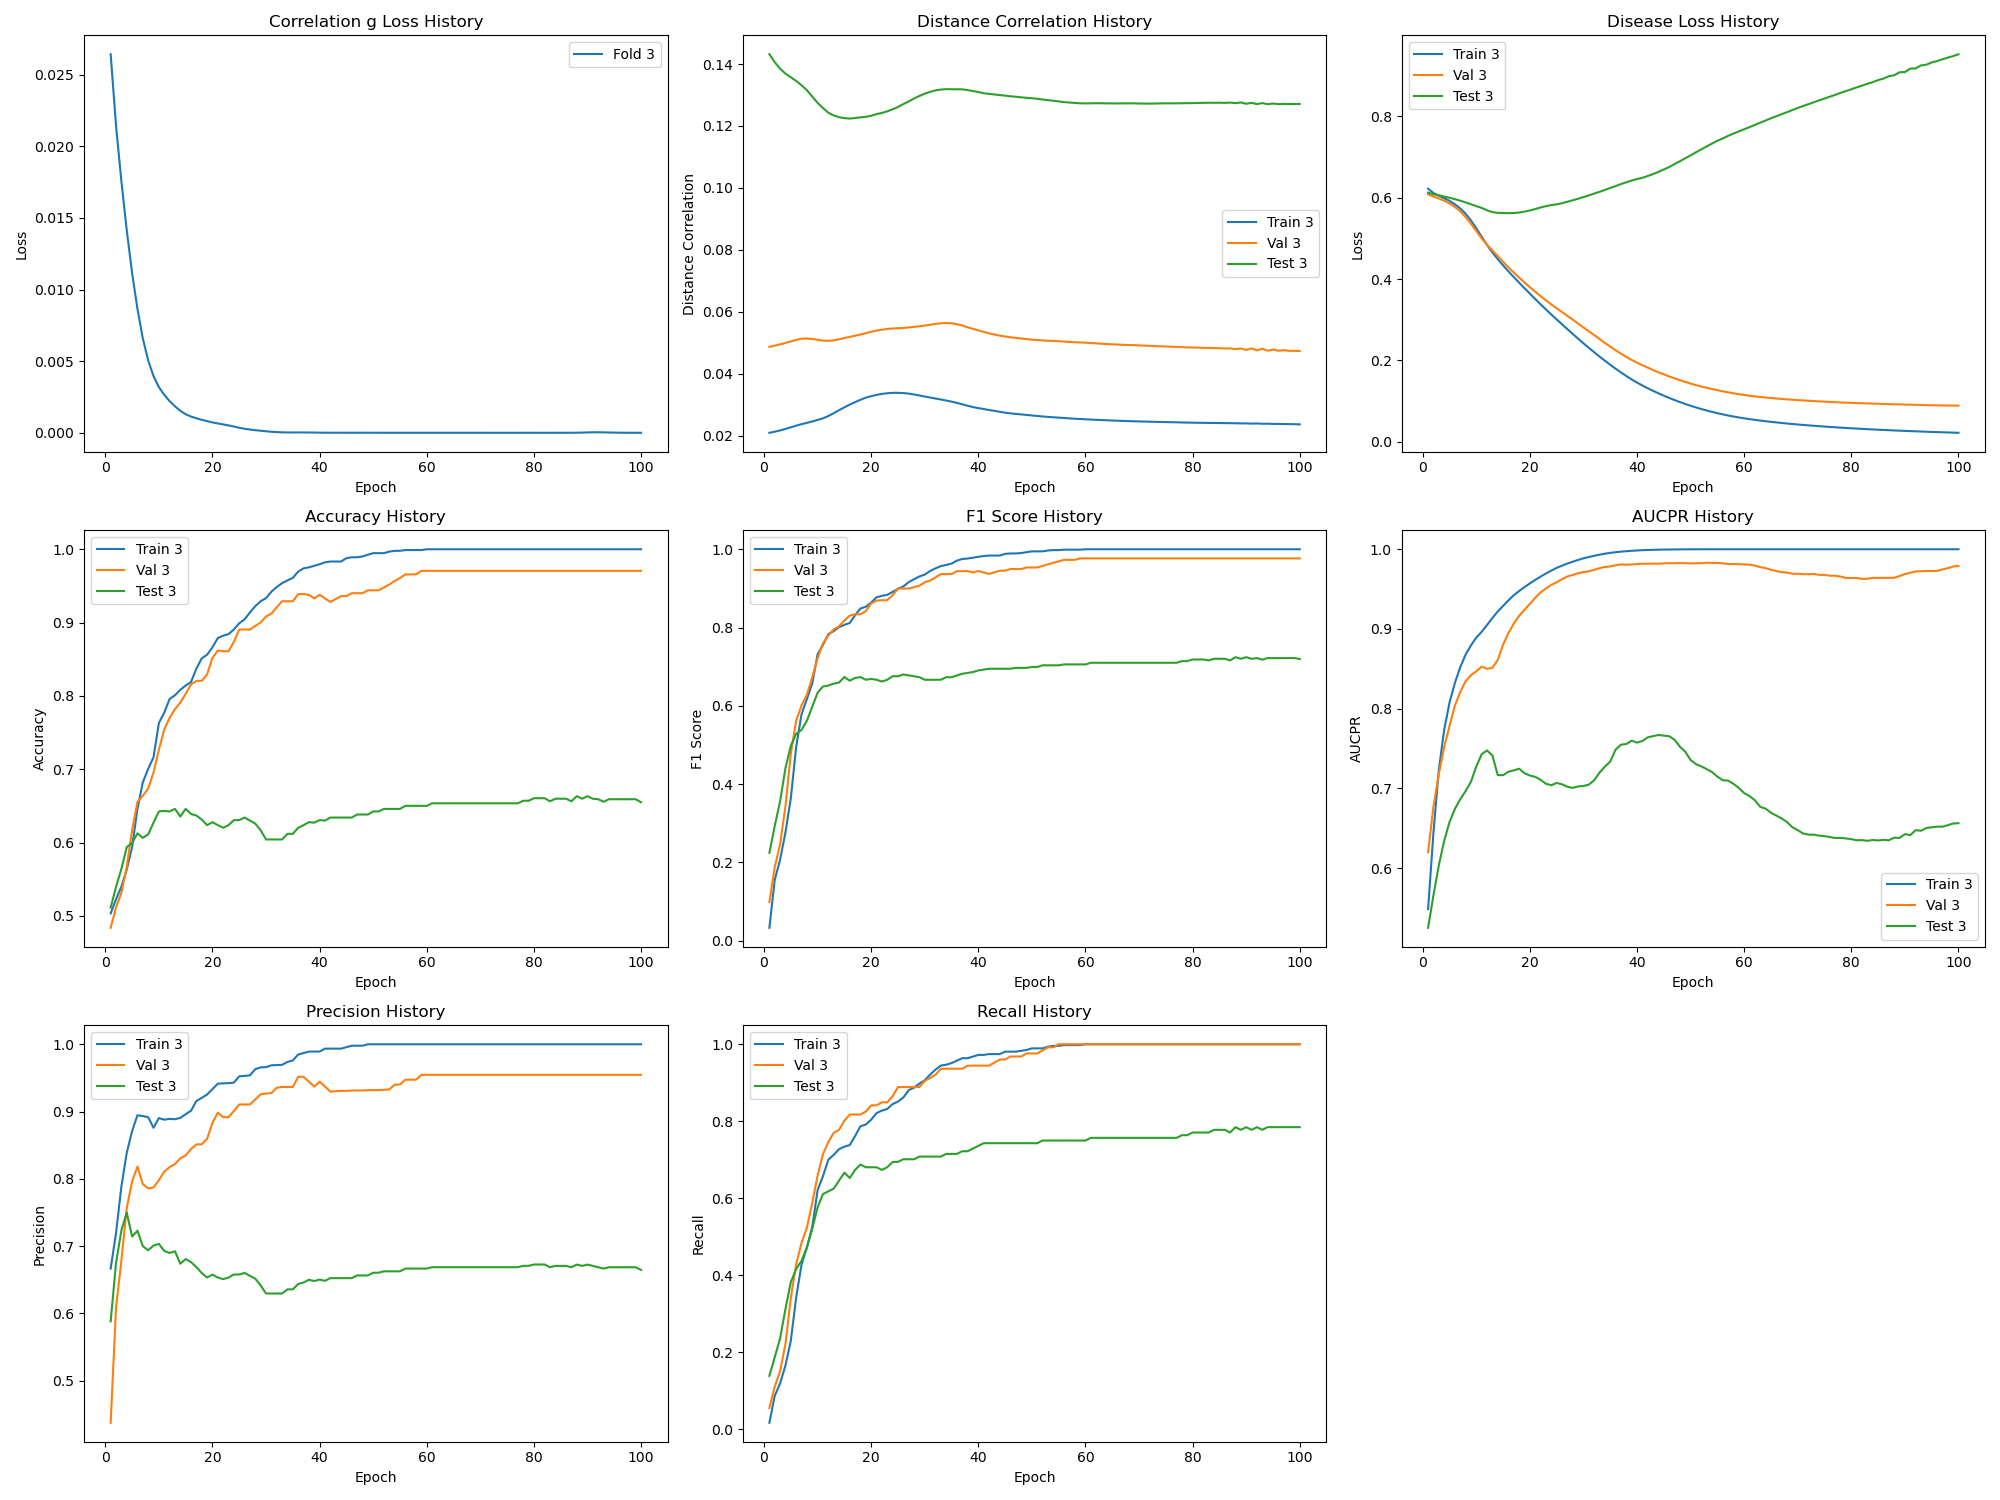 Correlation g Loss History
Fold 3
Loss
0.025
0.020
0.015
0.010
0.005
0.000
0 20 40 60 80 100
Epoch
Distance Correlation History
Distance Correlation
0.14
0.12
0.10
0.08
0.06
0.04
0.02
Train 3
Val 3
Test 3
0 20 40 60 80 100
Epoch
Disease Loss History
Train 3
Val 3
Test 3
Loss
0.8
0.6
0.4
0.2
0.0
0 20 40 60 80 100
Epoch
Accuracy History
Train 3
Val 3
Test 3
Accuracy
1.0
0.9
0.8
0.7
0.6
0.5
0 20 40 60 80 100
Epoch
F1 Score History
Train 3
Val 3
Test 3
F1 Score
1.0
0.8
0.6
0.4
0.2
0.0
0 20 40 60 80 100
Epoch
AUCPR History
AUCPR
1.0
0.9
0.8
0.7
0.6
Train 3
Val 3
Test 3
0 20 40 60 80 100
Epoch
Precision History
Train 3
Val 3
Test 3
Precision
1.0
0.9
0.8
0.7
0.6
0.5
0 20 40 60 80 100
Epoch
Recall History
Train 3
Val 3
Test 3
Recall
1.0
0.8
0.6
0.4
0.2
0.0
0 20 40 60 80 100
Epoch